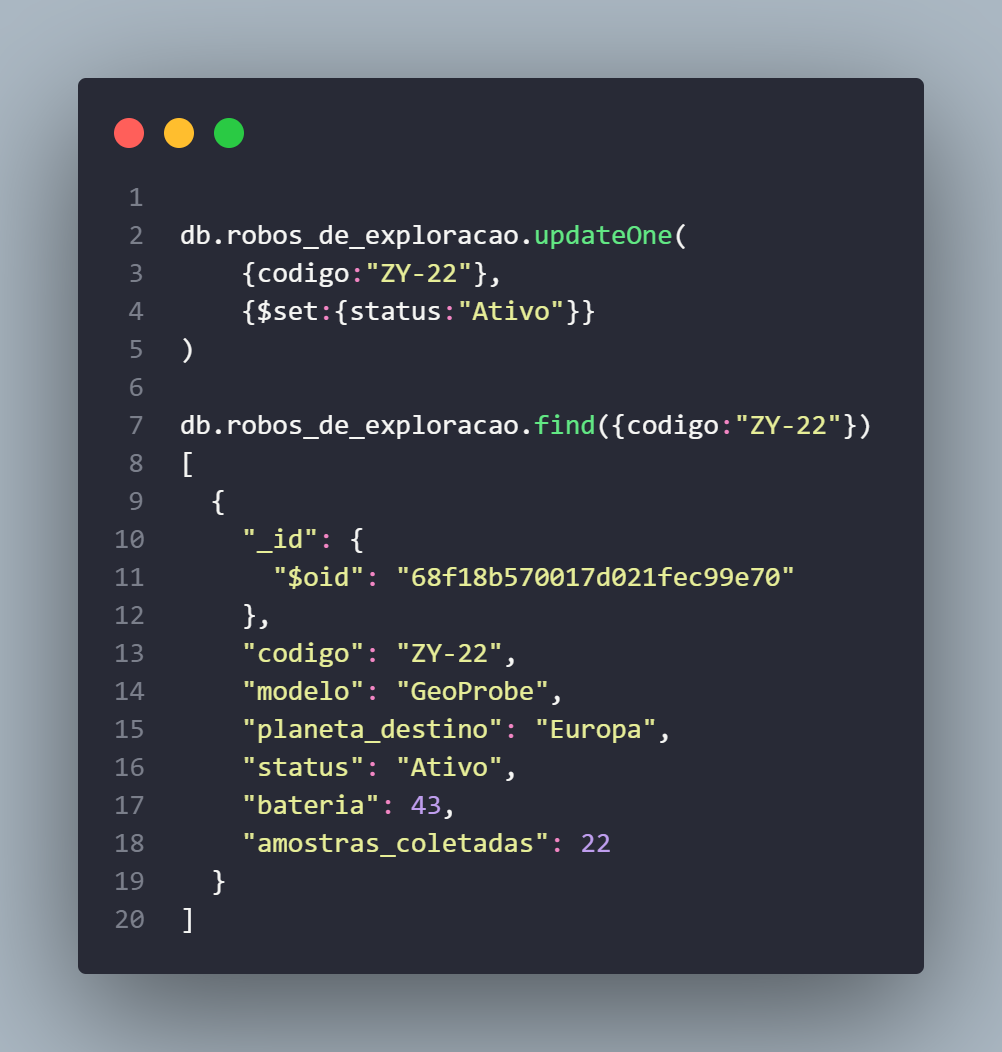 1
2 db.robos_de_exploracao.updateOne(
3     {codigo:"ZY-22"},
4     {$set:{status:"Ativo"}}
5 )
6
7 db.robos_de_exploracao.find({codigo:"ZY-22"})
8 [
9   {
10     "_id": {
11       "$oid": "68f18b570017d021fec99e70"
12     },
13     "codigo": "ZY-22",
14     "modelo": "GeoProbe",
15     "planeta_destino": "Europa",
16     "status": "Ativo",
17     "bateria": 43,
18     "amostras_coletadas": 22
19   }
20 ]